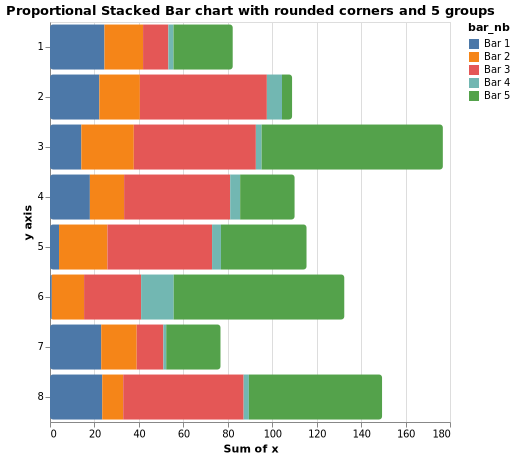 Proportional Stacked Bar chart with rounded corners and 5 groups
bar_nb
Bar 1
Bar 2
Bar 3
Bar 4
Bar 5
y axis
1
2
3
4
5
6
7
8
0 20 40 60 80 100 120 140 160 180
Sum of x